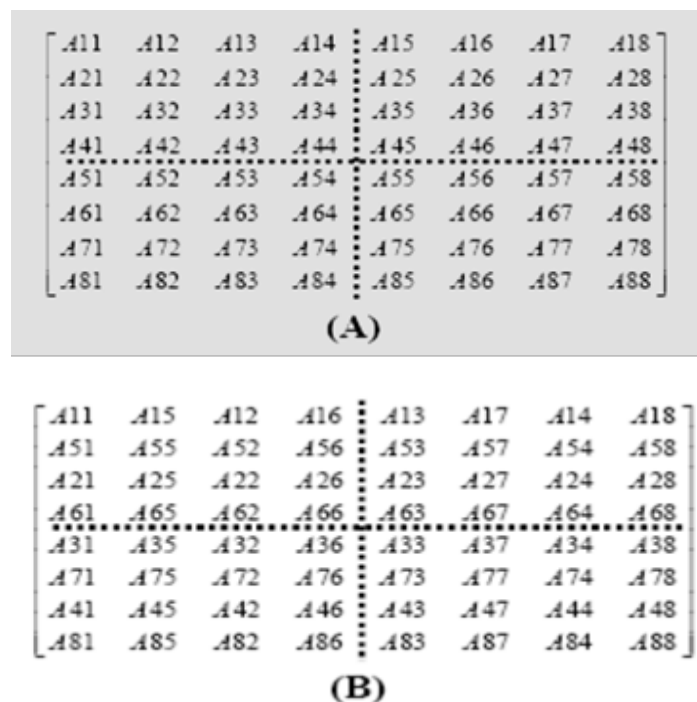 A11 A12 A13 A14 A15 A16 A17 A18
A21 A22 A23 A24 A25 A26 A27 A28
A31 A32 A33 A34 A35 A36 A37 A38
A41 A42 A43 A44 A45 A46 A47 A48
A51 A52 A53 A54 A55 A56 A57 A58
A61 A62 A63 A64 A65 A66 A67 A68
A71 A72 A73 A74 A75 A76 A77 A78
A81 A82 A83 A84 A85 A86 A87 A88
(A)
A11 A15 A12 A16 A13 A17 A14 A18
A51 A55 A52 A56 A53 A57 A54 A58
A21 A25 A22 A26 A23 A27 A24 A28
A61 A65 A62 A66 A63 A67 A64 A68
A31 A35 A32 A36 A33 A37 A34 A38
A71 A75 A72 A76 A73 A77 A74 A78
A41 A45 A42 A46 A43 A47 A44 A48
A81 A85 A82 A86 A83 A87 A84 A88
(B)